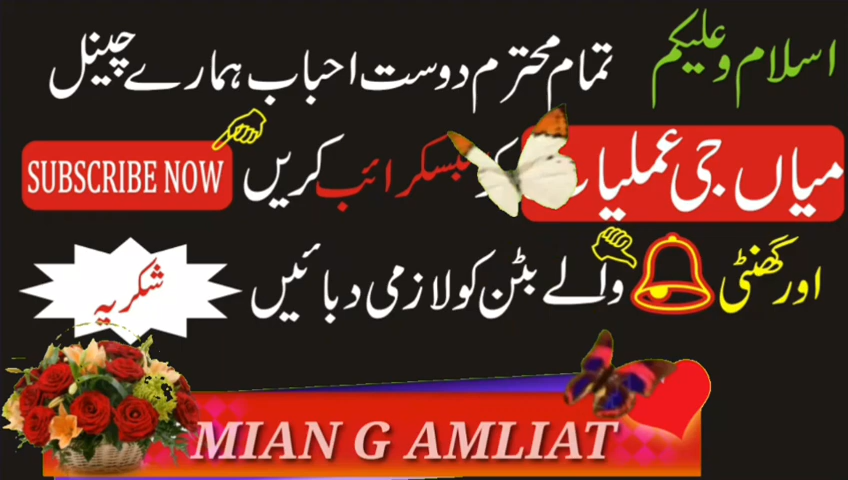 اسلام وعلیکم تمام محترم دوست احباب ہمارے چینل
میاں جی عملیات کو سبسکرائب کریں SUBSCRIBE NOW
اور گھنٹی والے بٹن کو لازمی دبائیں شکریہ
MIAN G AMLIAT